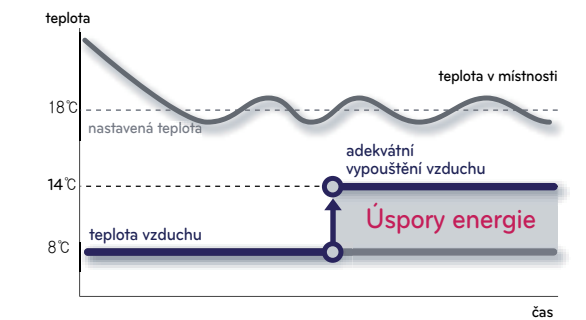 teplota
teplota v místnosti
18℃
nastavená teplota
adekvátní
vypouštění vzduchu
14℃
Úspory energie
teplota vzduchu
8℃
čas